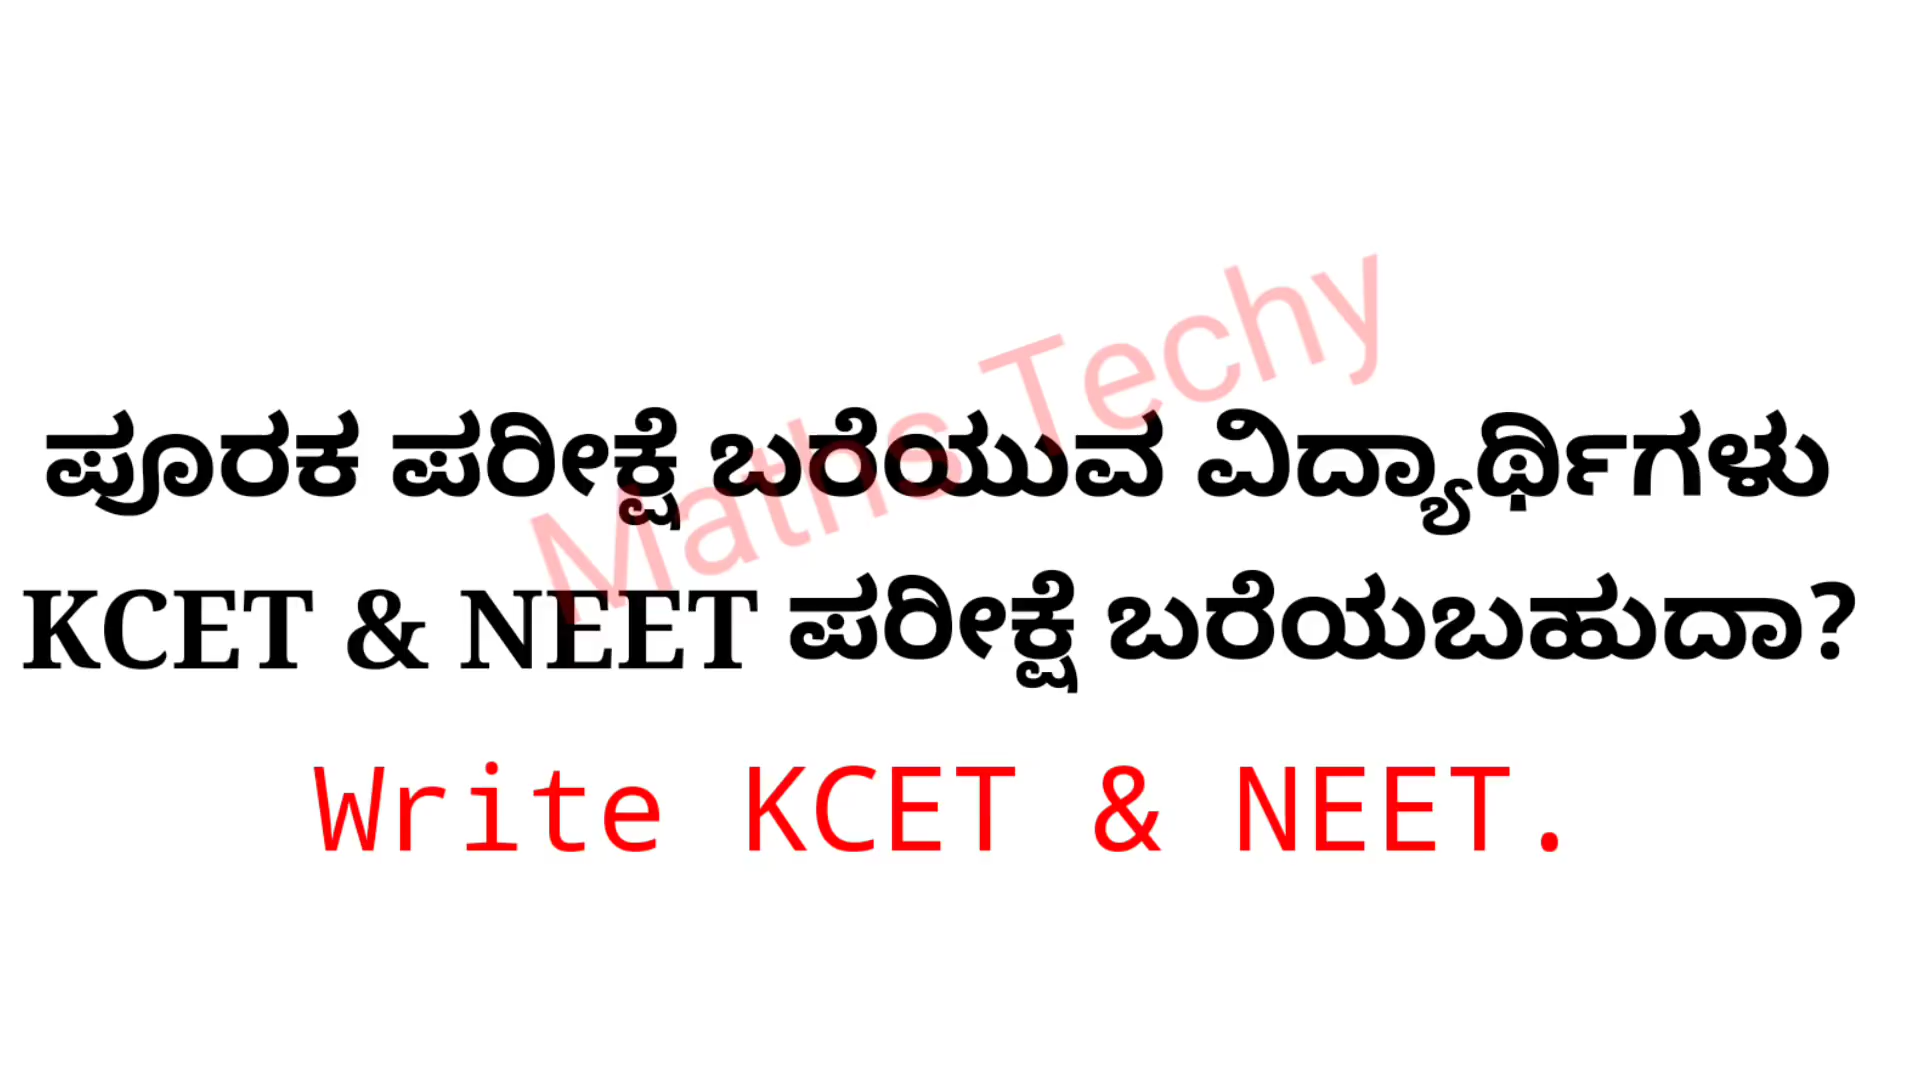 ಪೂರಕ ಪರೀಕ್ಷೆ ಬರೆಯುವ ವಿದ್ಯಾರ್ಥಿಗಳು
KCET & NEET ಪರೀಕ್ಷೆ ಬರೆಯಬಹುದಾ?
Write KCET & NEET.
Maths Techy